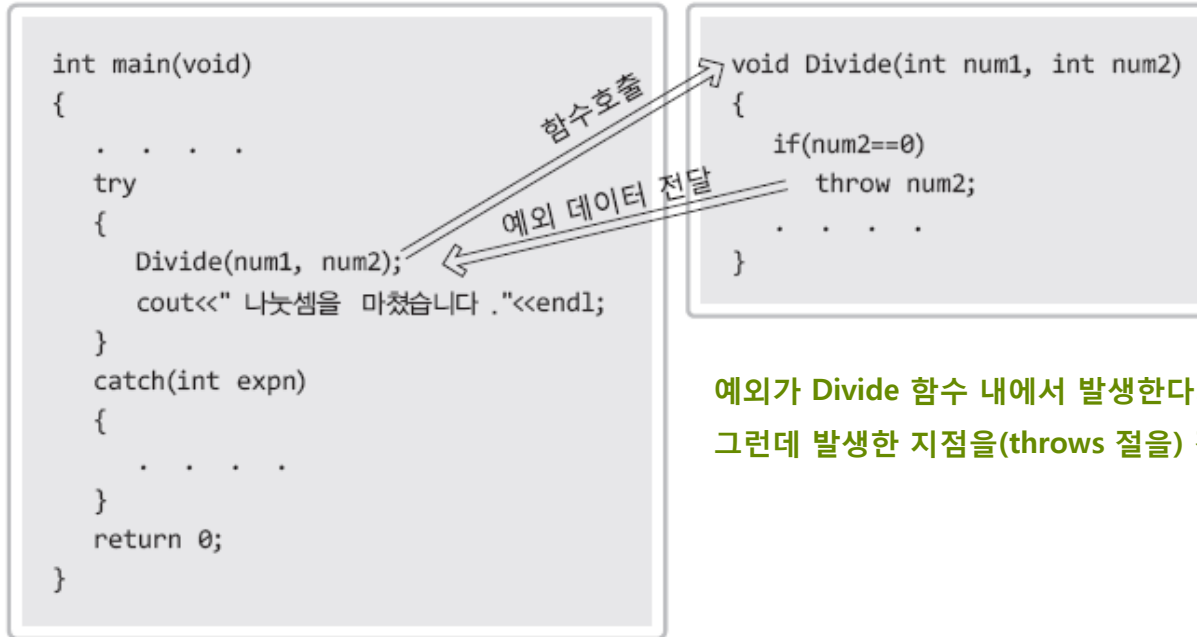 int main(void)
{
. . . .
try
{
Divide(num1, num2);
cout<<" 나눗셈을 마쳤습니다 ."<<endl;
}
catch(int expn)
{
. . . .
}
return 0;
}
함수호출
예외 데이터 전달
void Divide(int num1, int num2)
{
if(num2==0)
throw num2;
. . . .
}
예외가 Divide 함수 내에서 발생한다
그런데 발생한 지점을(throws 절을)